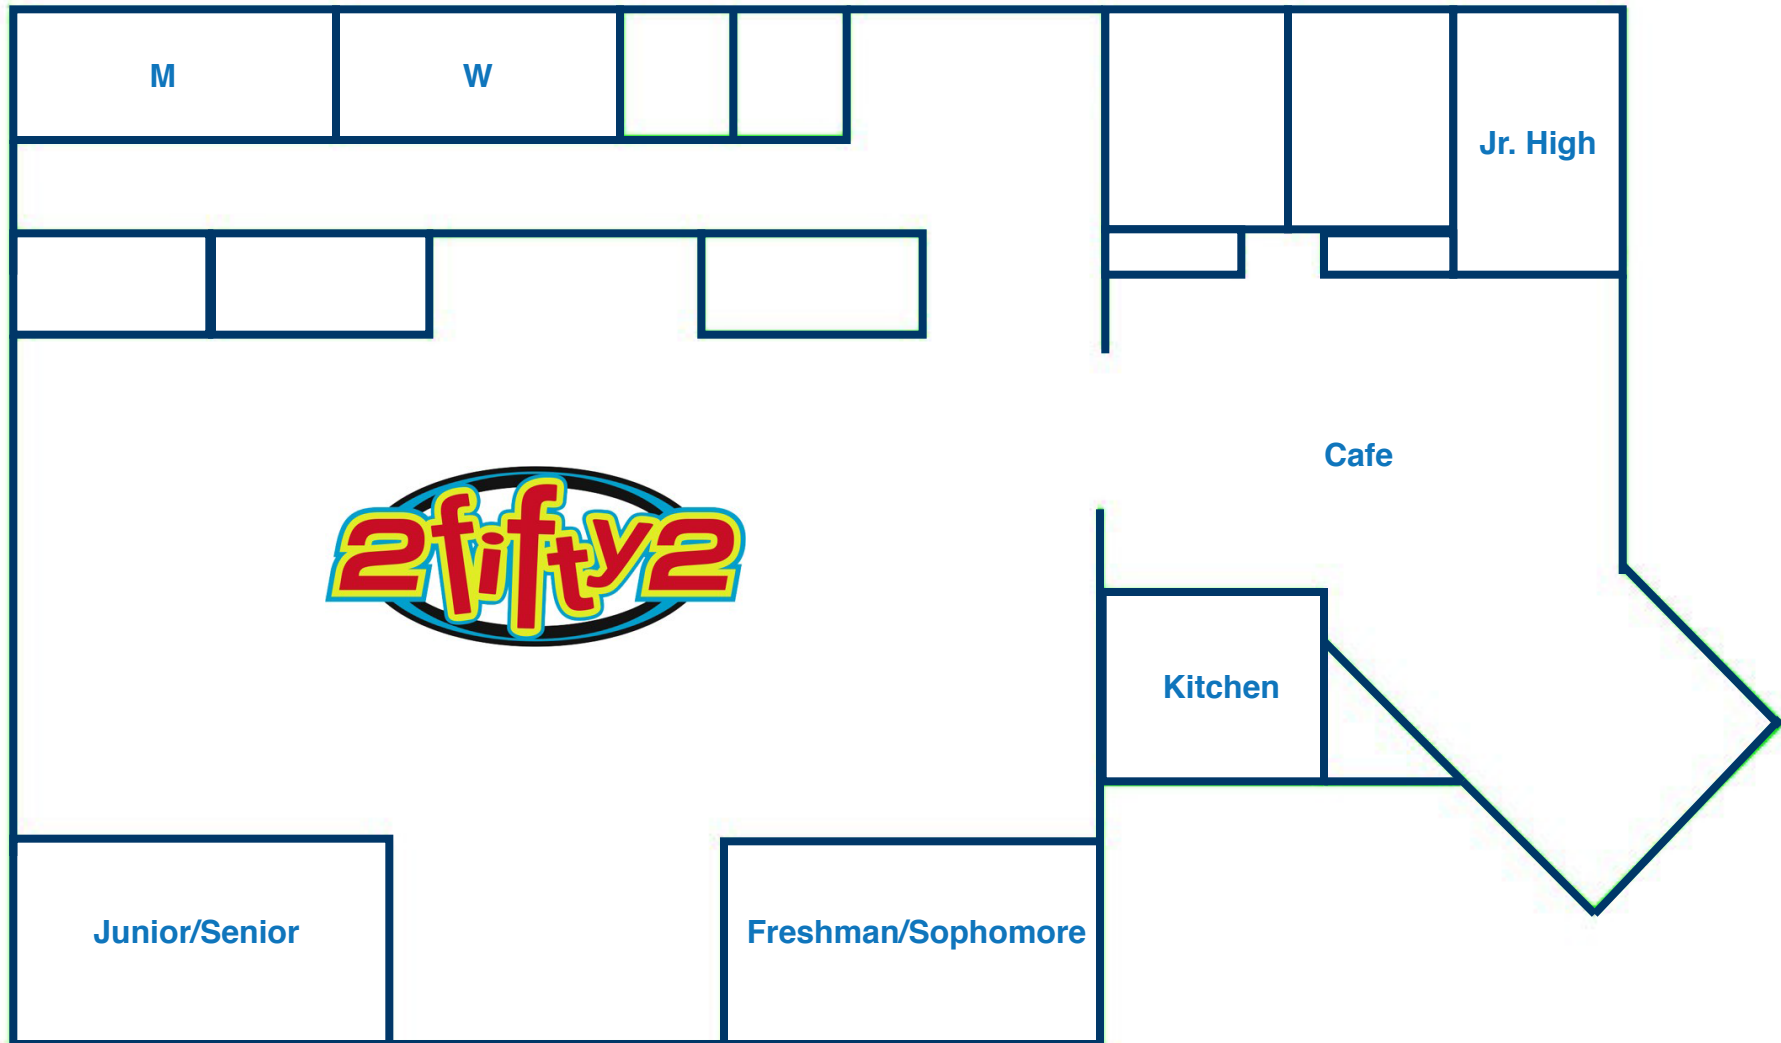 M
W
Jr. High
Cafe
2fifty2
Kitchen
Junior/Senior
Freshman/Sophomore